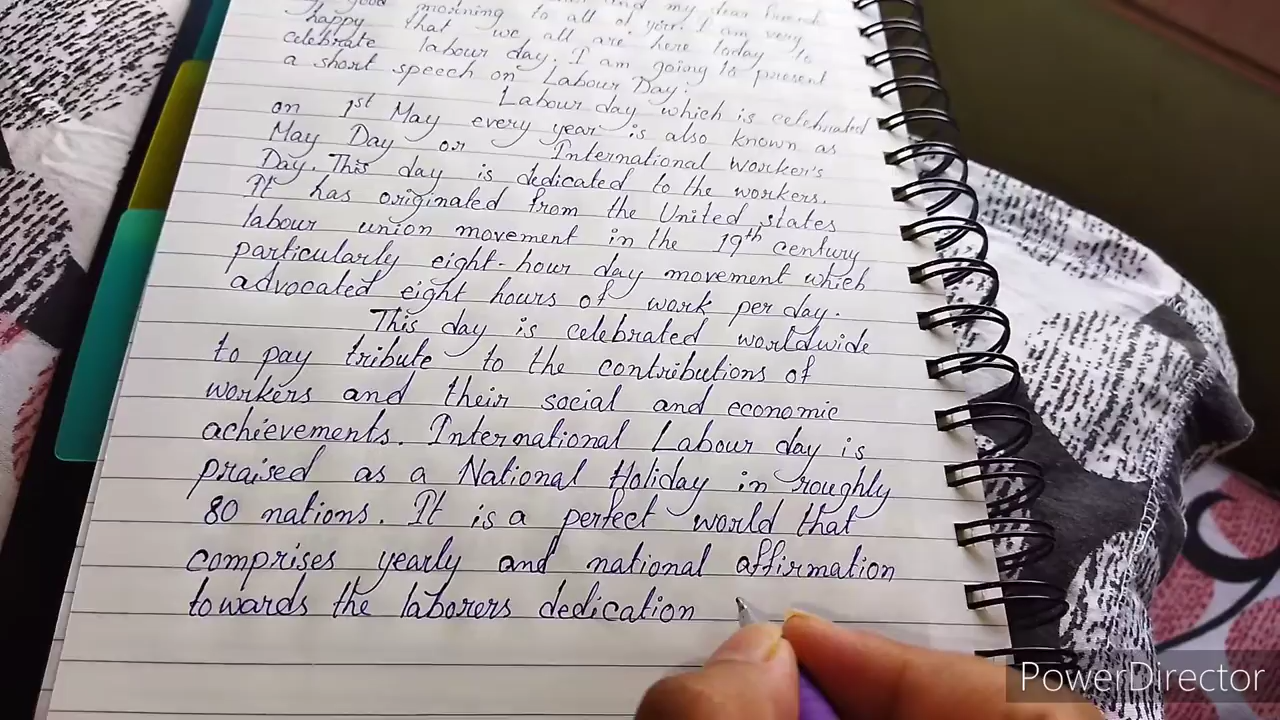 good morning to all of you. I am very
happy that we all are here today to
celebrate labour day. I am going to present
a short speech on Labour Day.
Labour day which is celebrated
on 1st May every year is also known as
May Day or International Worker's
Day. This day is dedicated to the workers.
It has originated from the United states
labour union movement in the 19th century
particularly eight-hour day movement which
advocated eight hours of work per day.
This day is celebrated worldwide
to pay tribute to the contributions of
workers and their social and economic
achievements. International Labour day is
praised as a National Holiday in roughly
80 nations. It is a perfect world that
comprises yearly and national affirmation
towards the laborers dedication
PowerDirector